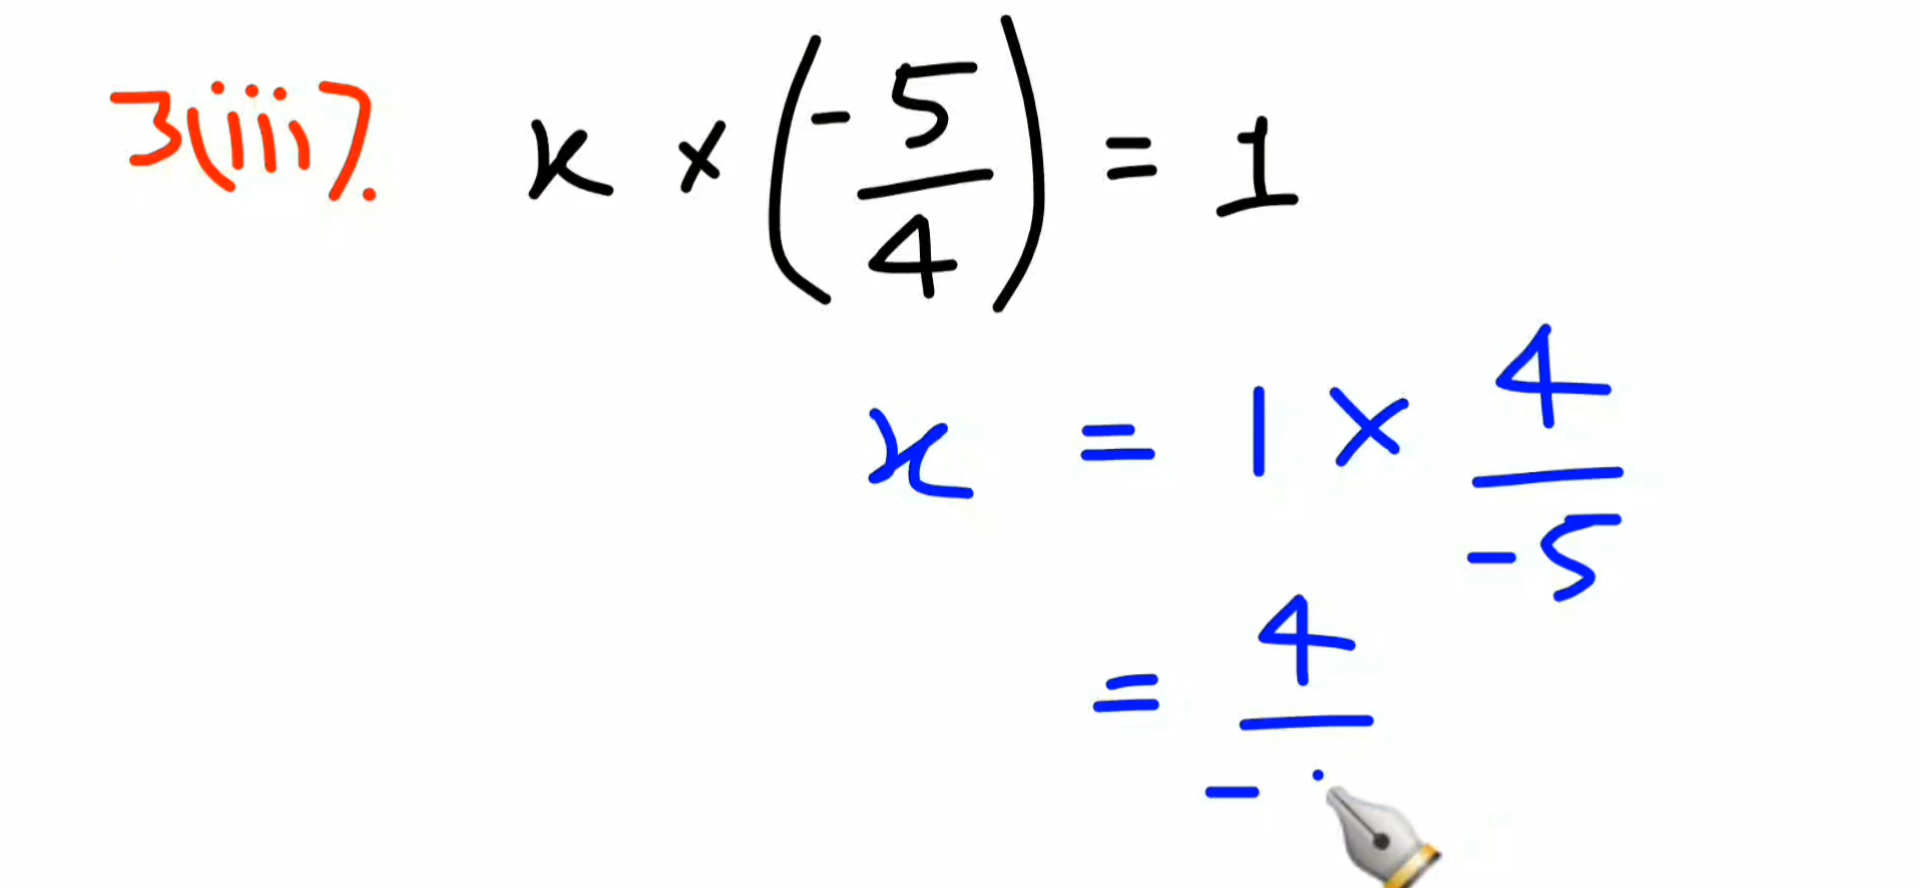 3(iii). x × (-5/4) = 1
x = 1 × 4/-5
= 4/-